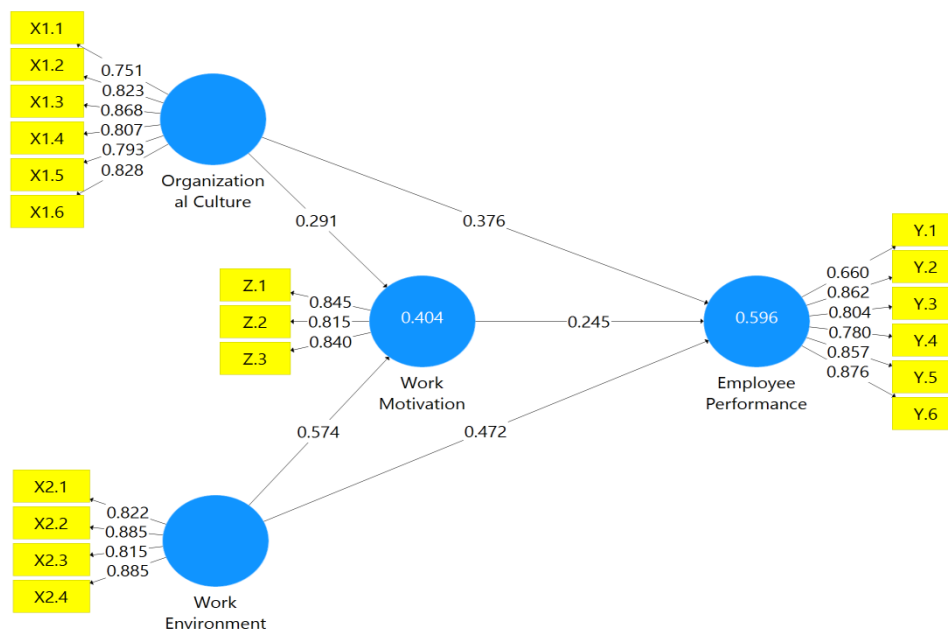 X1.1
X1.2
X1.3
X1.4
X1.5
X1.6
0.751
0.823
0.868
0.807
0.793
0.828
Organization
al Culture
0.291
0.376
Z.1
Z.2
Z.3
0.845
0.815
0.840
0.404
Work
Motivation
0.245
0.596
Employee
Performance
0.660
0.862
0.804
0.780
0.857
0.876
Y.1
Y.2
Y.3
Y.4
Y.5
Y.6
0.574
0.472
X2.1
X2.2
X2.3
X2.4
0.822
0.885
0.815
0.885
Work
Environment